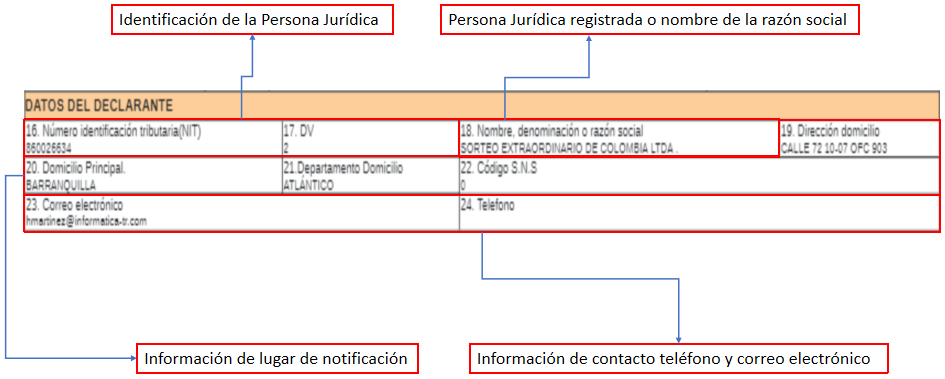 Identificación de la Persona Jurídica
Persona Jurídica registrada o nombre de la razón social
DATOS DEL DECLARANTE
16. Número identificación tributaria(NIT)
860026634
17. DV
2
18. Nombre, denominación o razón social
SORTEO EXTRAORDINARIO DE COLOMBIA LTDA .
19. Dirección domicilio
CALLE 72 10-07 OFC 903
20. Domicilio Principal.
BARRANQUILLA
21.Departamento Domicilio
ATLÁNTICO
22. Código S.N.S
0
23. Correo electrónico
hmartinez@informatica-tr.com
24. Telefono
Información de lugar de notificación
Información de contacto teléfono y correo electrónico